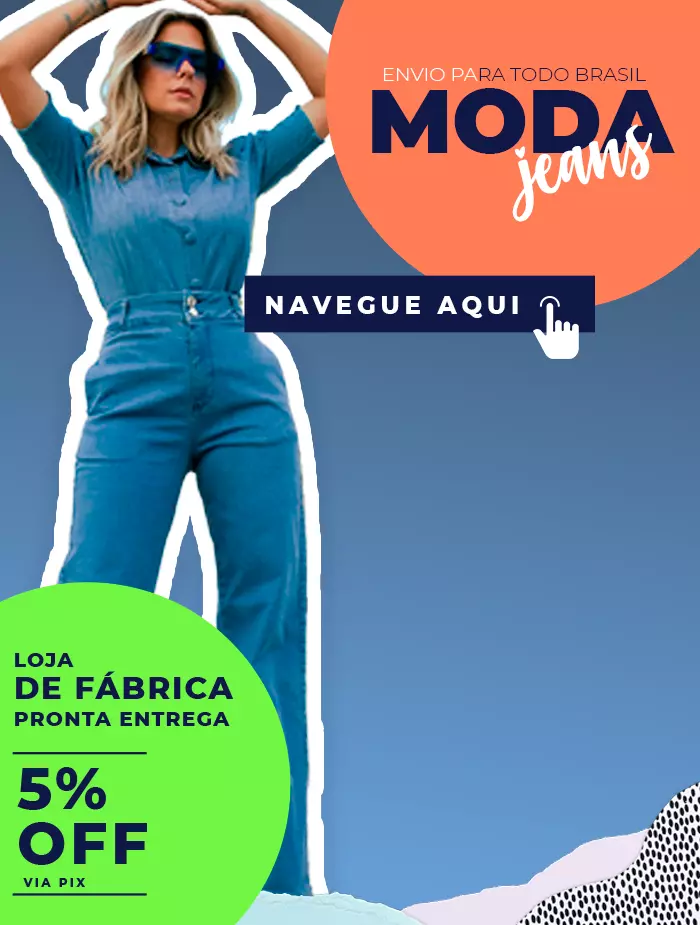 ENVIO PARA TODO BRASIL
MODA
jeans
NAVEGUE AQUI
LOJA
DE FÁBRICA
PRONTA ENTREGA
5%
OFF
VIA PIX